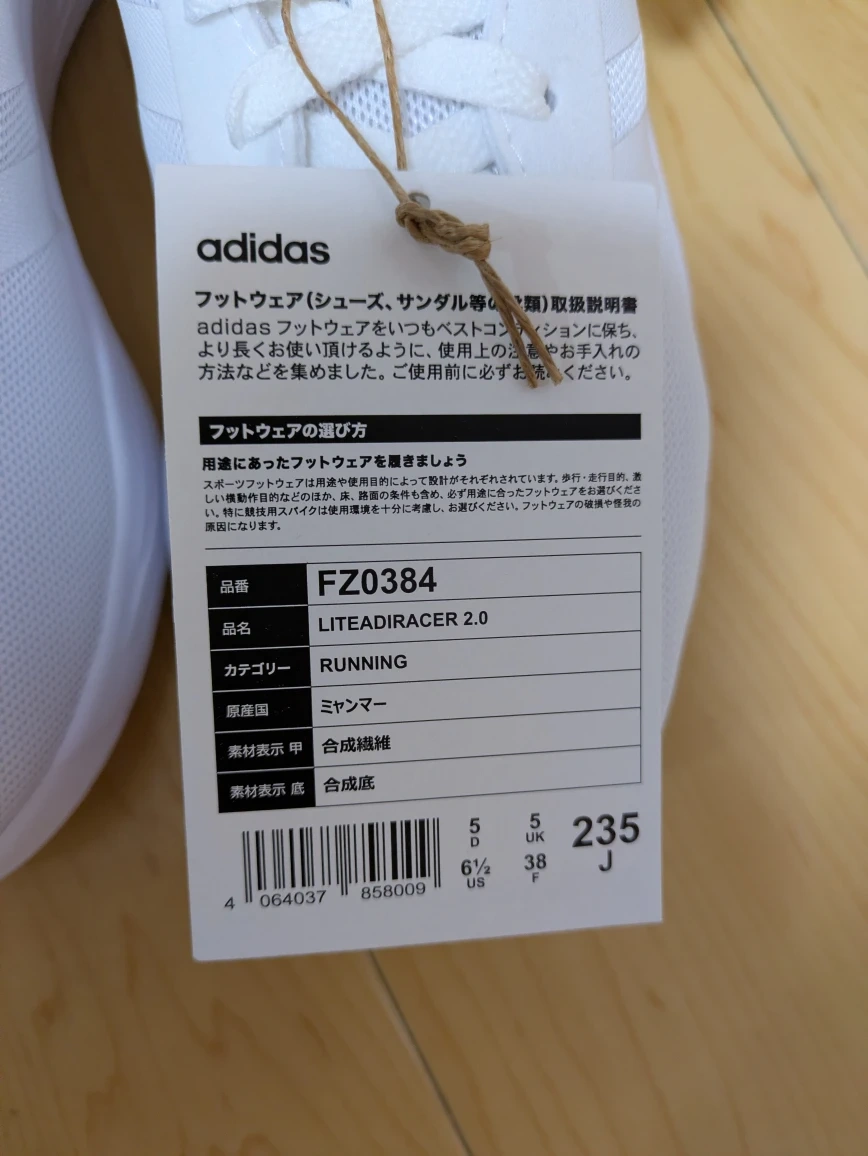 adidas
フットウェア(シューズ、サンダル等の 類)取扱説明書
adidas フットウェアをいつもベストコンディションに保ち、
より長くお使い頂けるように、使用上の注意やお手入れの
方法などを集めました。ご使用前に必ずお読みください。
フットウェアの選び方
用途にあったフットウェアを履きましょう
スポーツフットウェアは用途や使用目的によって設計がそれぞれされています。歩行・走行目的、激
しい横動作目的などのほか、床、路面の条件も含め、必ず用途に合ったフットウェアをお選びくださ
い。特に競技用スパイクは使用環境を十分に考慮し、お選びください。フットウェアの破損や怪我の
原因になります。
品番 FZ0384
品名 LITEADIRACER 2.0
カテゴリー RUNNING
原産国 ミャンマー
素材表示 甲 合成繊維
素材表示 底 合成底
5 5 235
D UK J
6½ 38
US F
4 064037 858009